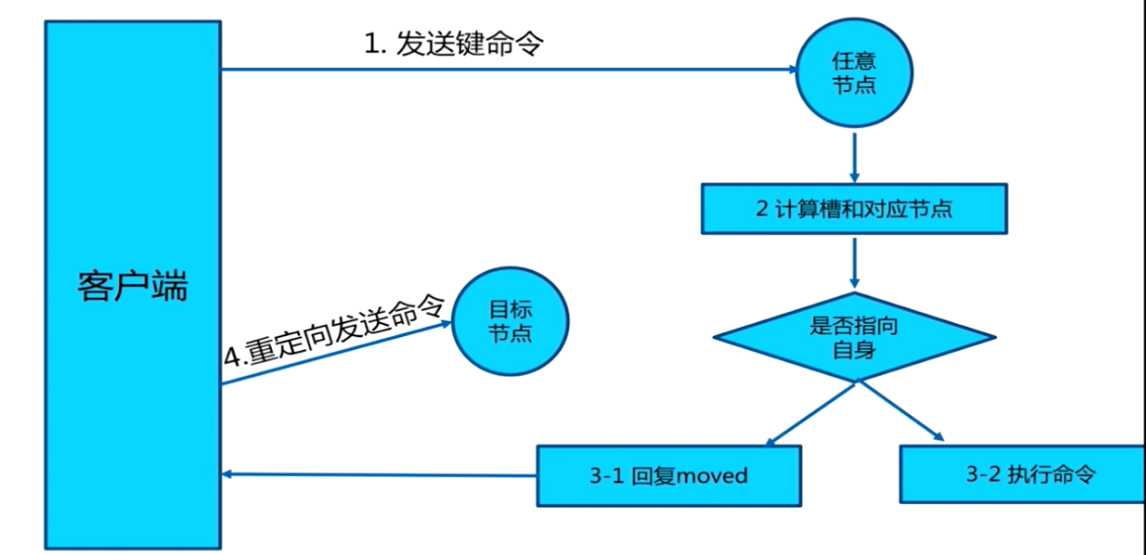 1. 发送键命令
任意
节点
2 计算槽和对应节点
客户端
4.重定向发送命令
目标
节点
是否指向
自身
3-1 回复moved
3-2 执行命令